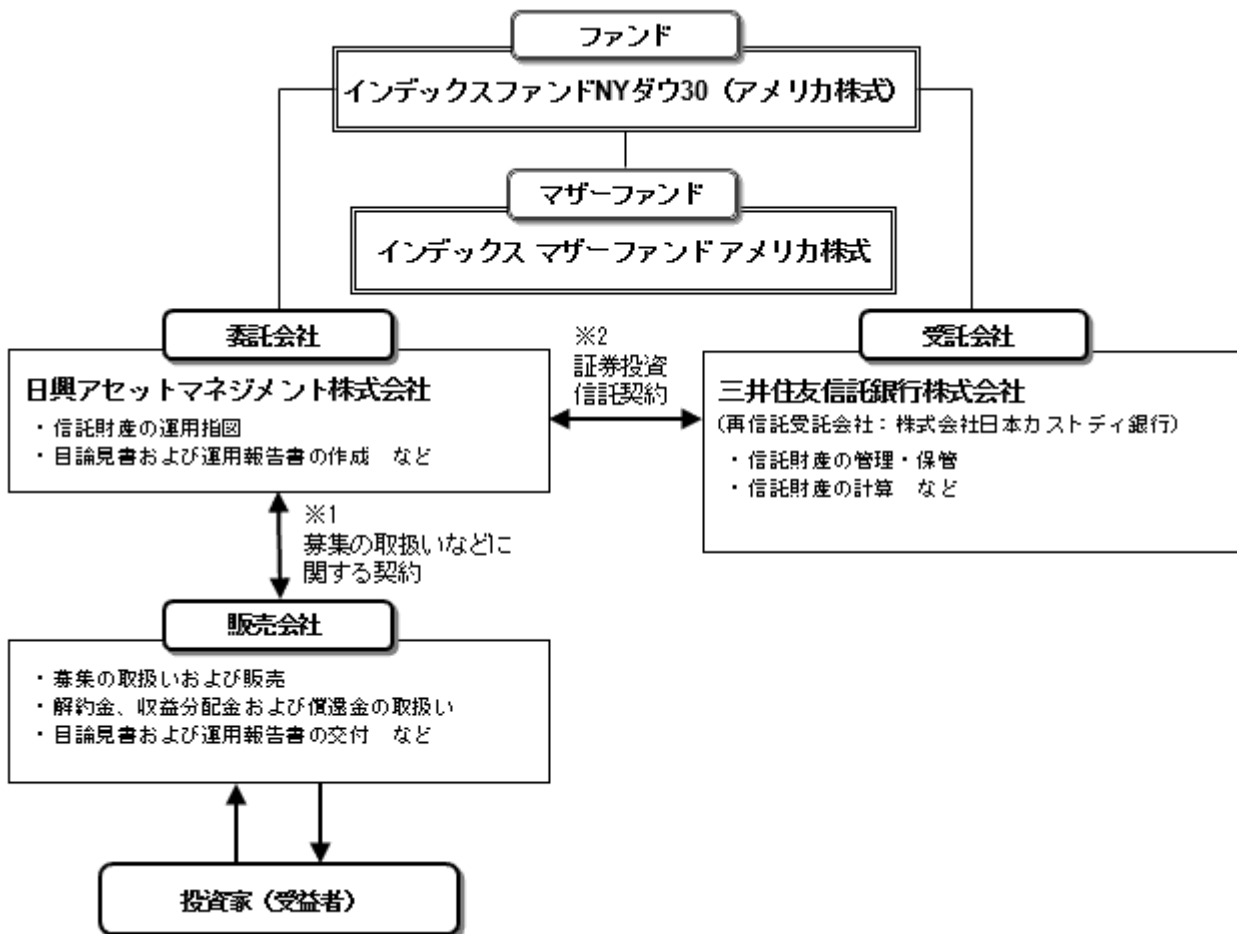 ファンド
インデックスファンドNYダウ30（アメリカ株式）
マザーファンド
インデックス マザーファンド アメリカ株式
委託会社
日興アセットマネジメント株式会社
・信託財産の運用指図
・目論見書および運用報告書の作成　など
※2
証券投資
信託契約
受託会社
三井住友信託銀行株式会社
（再信託受託会社：株式会社日本カストディ銀行）
・信託財産の管理・保管
・信託財産の計算　など
※1
募集の取扱いなどに
関する契約
販売会社
・募集の取扱いおよび販売
・解約金、収益分配金および償還金の取扱い
・目論見書および運用報告書の交付　など
投資家（受益者）